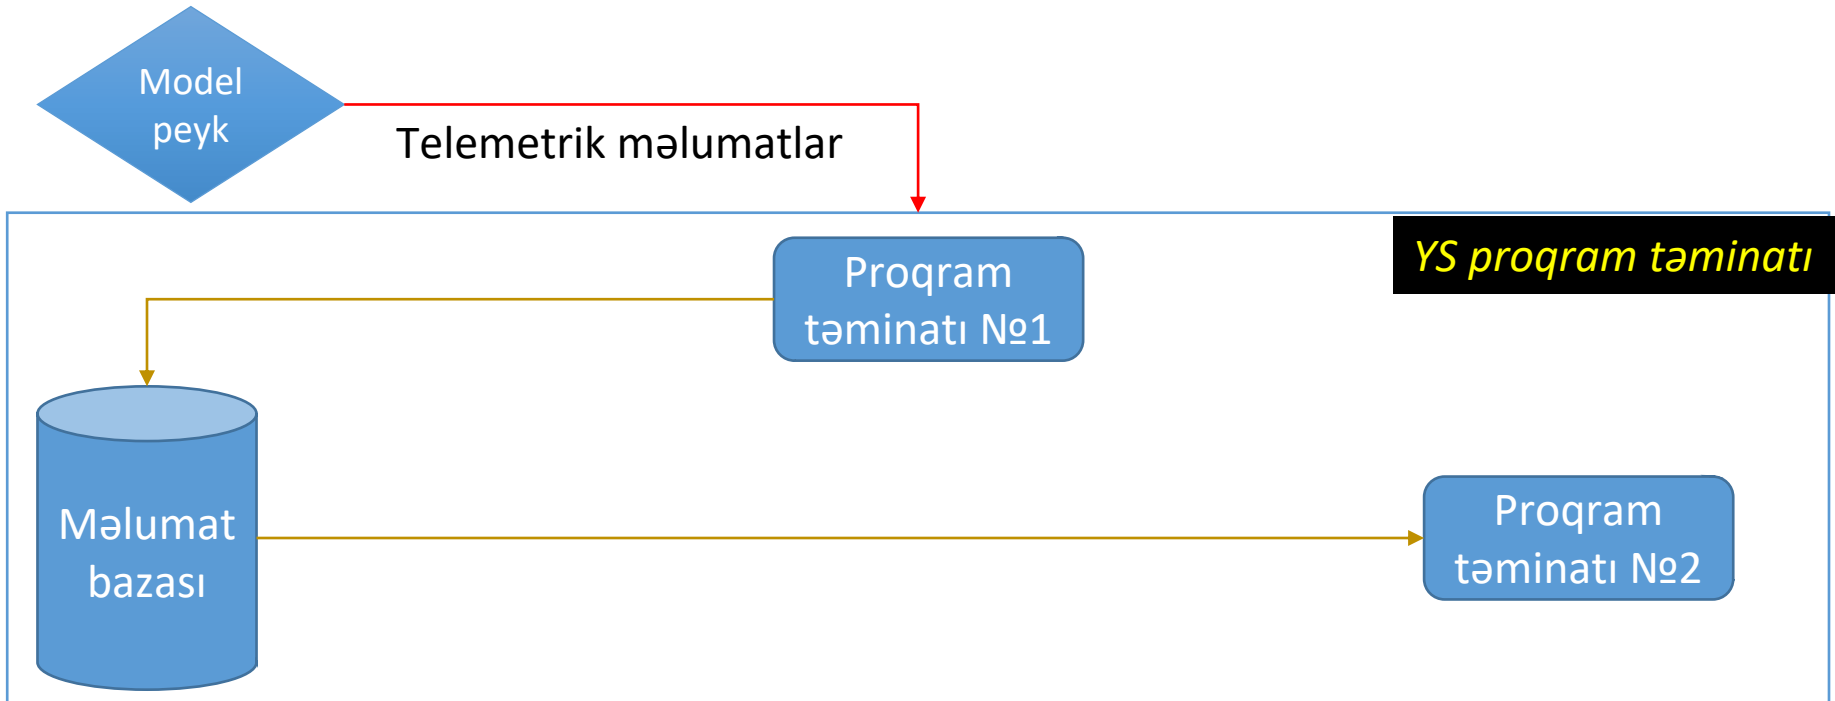 Model
peyk
Telemetrik məlumatlar
YS proqram təminatı
Proqram
təminatı №1
Məlumat
bazası
Proqram
təminatı №2